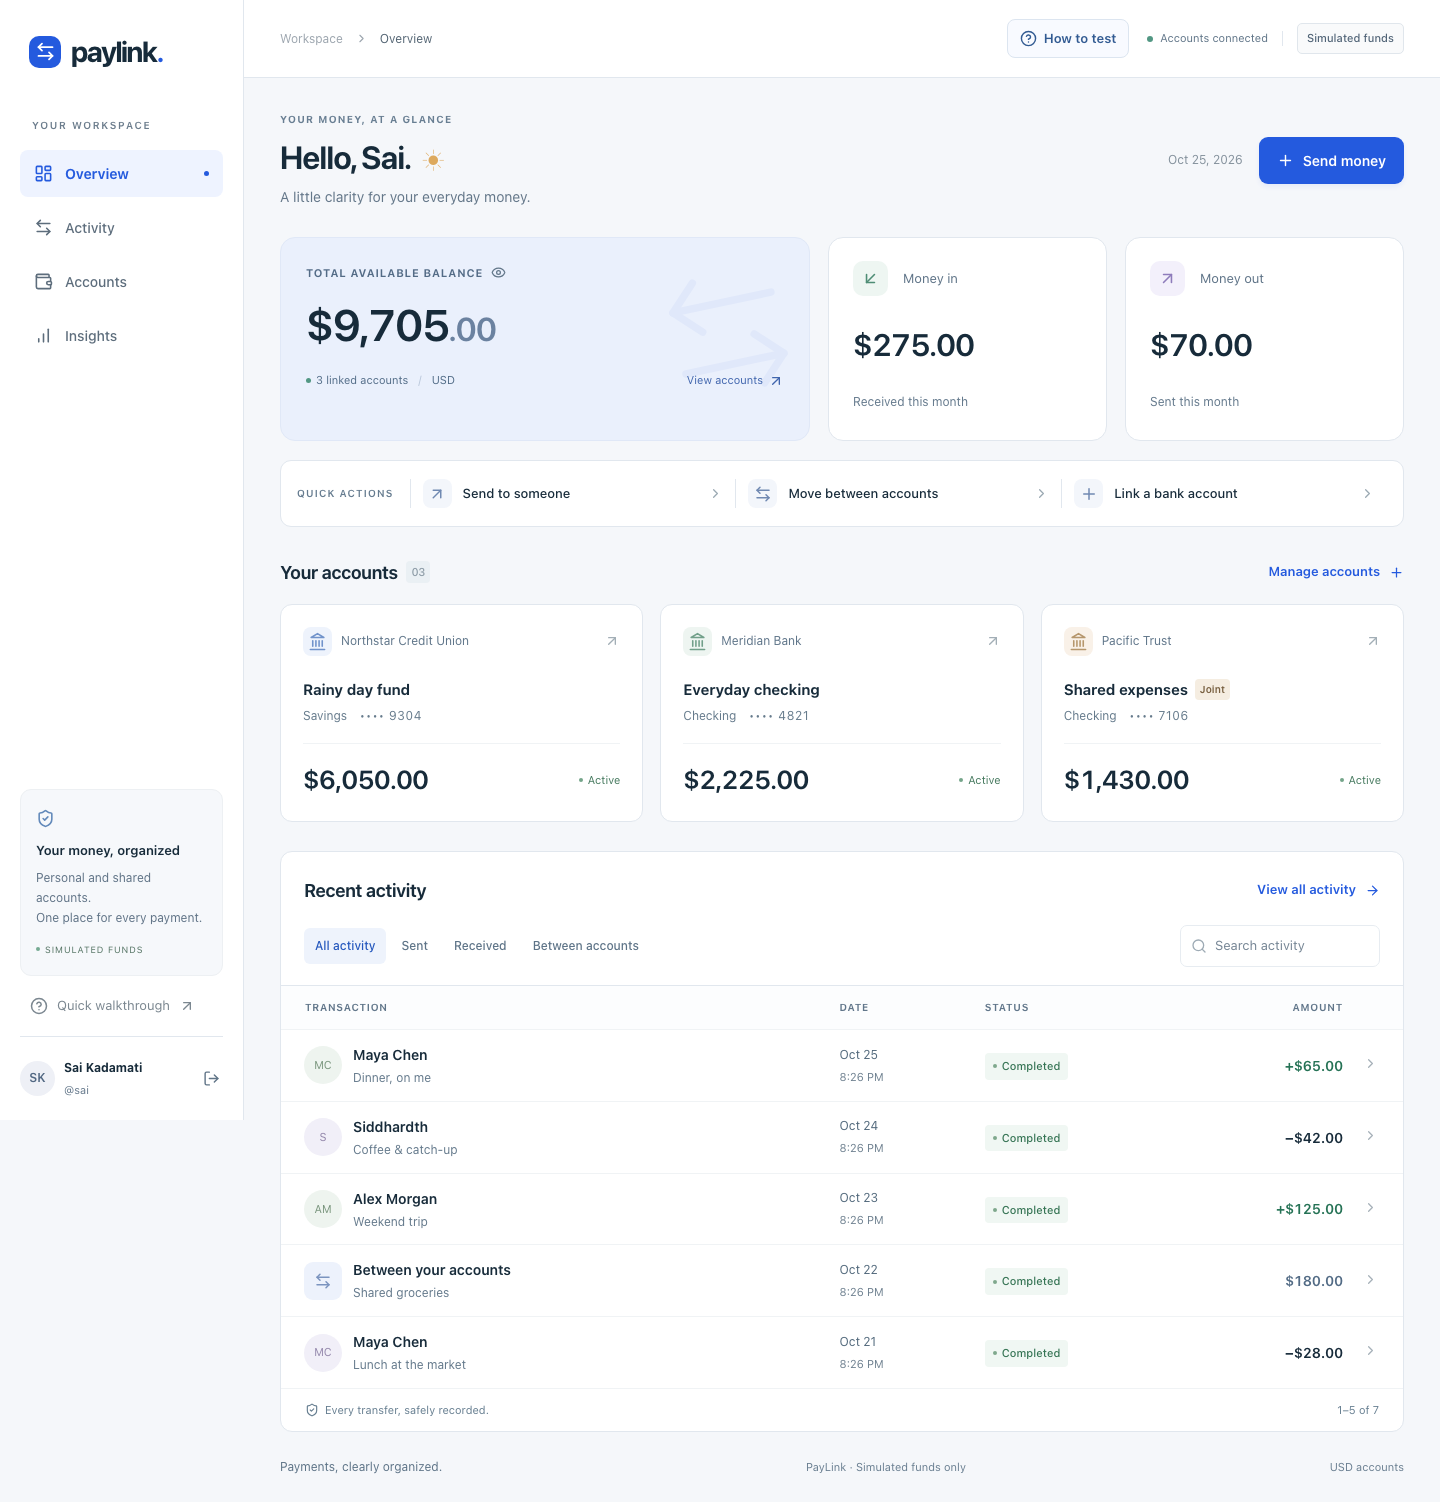 paylink.
YOUR WORKSPACE
Overview
Activity
Accounts
Insights
Your money, organized
Personal and shared
accounts.
One place for every payment.
SIMULATED FUNDS
Quick walkthrough
SK
Sai Kadamati
@sai
Workspace > Overview
How to test
Accounts connected
Simulated funds
YOUR MONEY, AT A GLANCE
Hello, Sai.
A little clarity for your everyday money.
Oct 25, 2026
+ Send money
TOTAL AVAILABLE BALANCE
$9,705.00
3 linked accounts / USD
View accounts
Money in
$275.00
Received this month
Money out
$70.00
Sent this month
QUICK ACTIONS
Send to someone
Move between accounts
Link a bank account
Your accounts 03
Manage accounts +
Northstar Credit Union
Rainy day fund
Savings •••• 9304
$6,050.00
Active
Meridian Bank
Everyday checking
Checking •••• 4821
$2,225.00
Active
Pacific Trust
Shared expenses Joint
Checking •••• 7106
$1,430.00
Active
Recent activity
View all activity
All activity Sent Received Between accounts
Search activity
TRANSACTION DATE STATUS AMOUNT
MC
Maya Chen
Dinner, on me
Oct 25
8:26 PM
Completed
+$65.00
S
Siddhardth
Coffee & catch-up
Oct 24
8:26 PM
Completed
−$42.00
AM
Alex Morgan
Weekend trip
Oct 23
8:26 PM
Completed
+$125.00
Between your accounts
Shared groceries
Oct 22
8:26 PM
Completed
$180.00
MC
Maya Chen
Lunch at the market
Oct 21
8:26 PM
Completed
−$28.00
Every transfer, safely recorded.
1–5 of 7
Payments, clearly organized.
PayLink · Simulated funds only
USD accounts